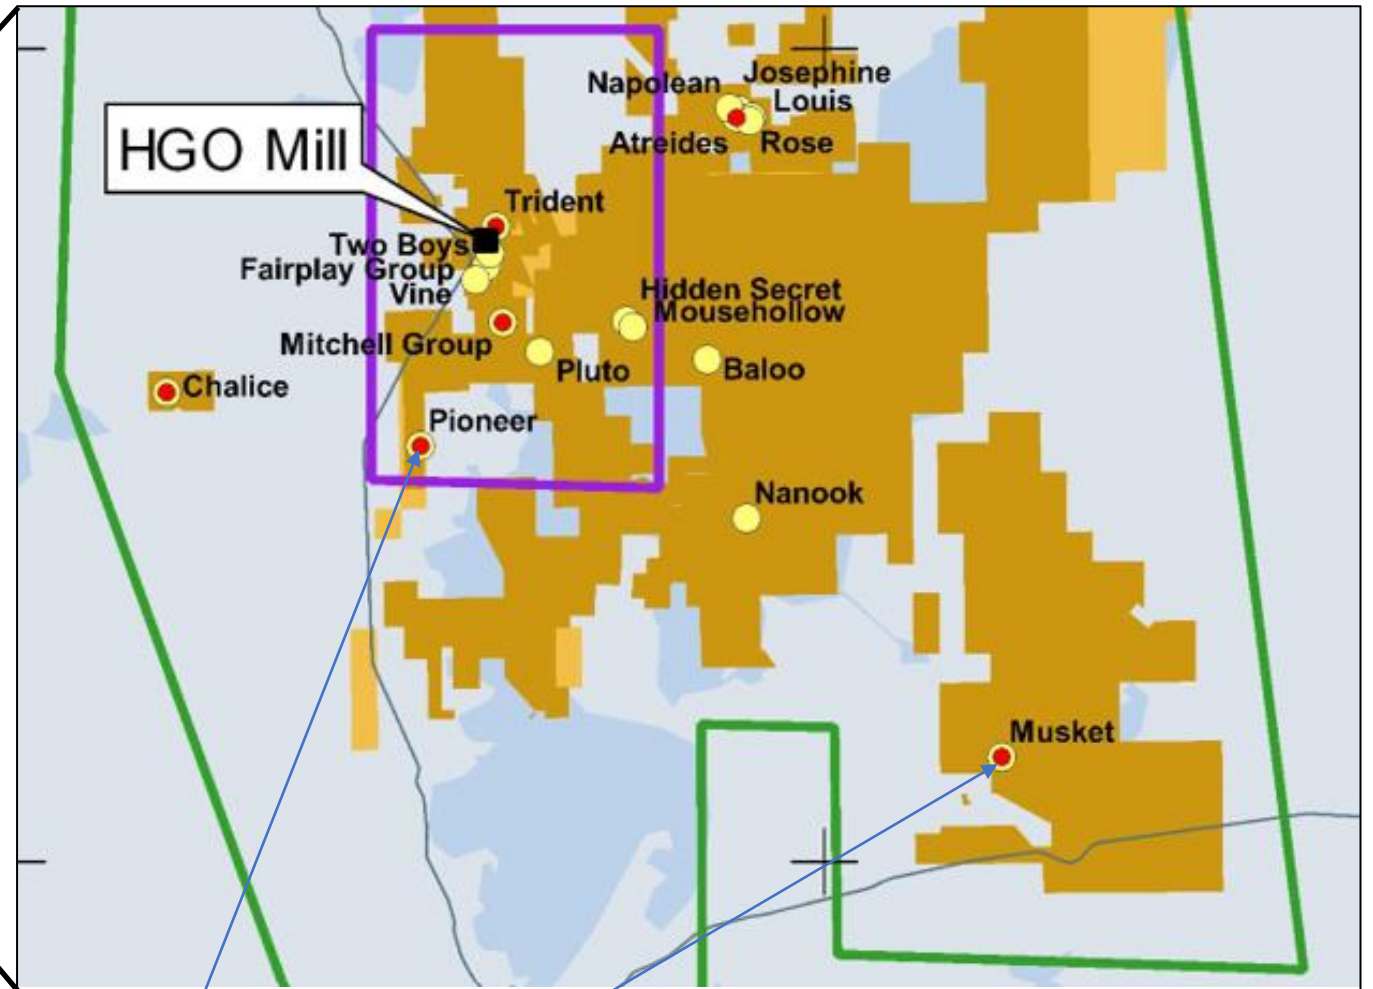 Napolean
Josephine
Louis
Atreides
Rose
HGO Mill
Trident
Two Boys
Fairplay Group
Vine
Hidden Secret
Mousehollow
Mitchell Group
Pluto
Baloo
Chalice
Pioneer
Nanook
Musket